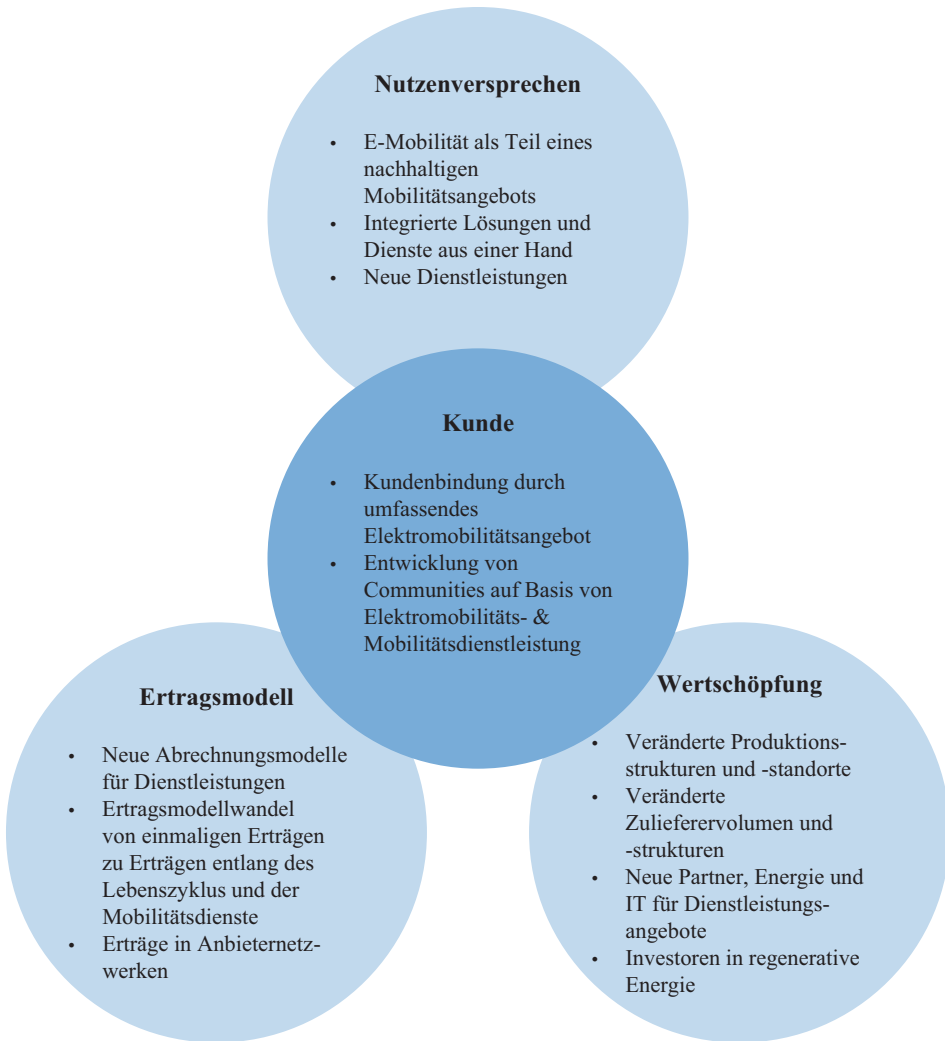 Nutzenversprechen
• E-Mobilität als Teil eines
nachhaltigen
Mobilitätsangebots
• Integrierte Lösungen und
Dienste aus einer Hand
• Neue Dienstleistungen
Kunde
• Kundenbindung durch
umfassendes
Elektromobilitätsangebot
• Entwicklung von
Communities auf Basis von
Elektromobilitäts- &
Mobilitätsdienstleistung
Ertragsmodell
• Neue Abrechnungsmodelle
für Dienstleistungen
• Ertragsmodellwandel
von einmaligen Erträgen
zu Erträgen entlang des
Lebenszyklus und der
Mobilitätsdienste
• Erträge in Anbieternetz-
werken
Wertschöpfung
• Veränderte Produktions-
strukturen und -standorte
• Veränderte
Zulieferervolumen und
-strukturen
• Neue Partner, Energie und
IT für Dienstleistungs-
angebote
• Investoren in regenerative
Energie